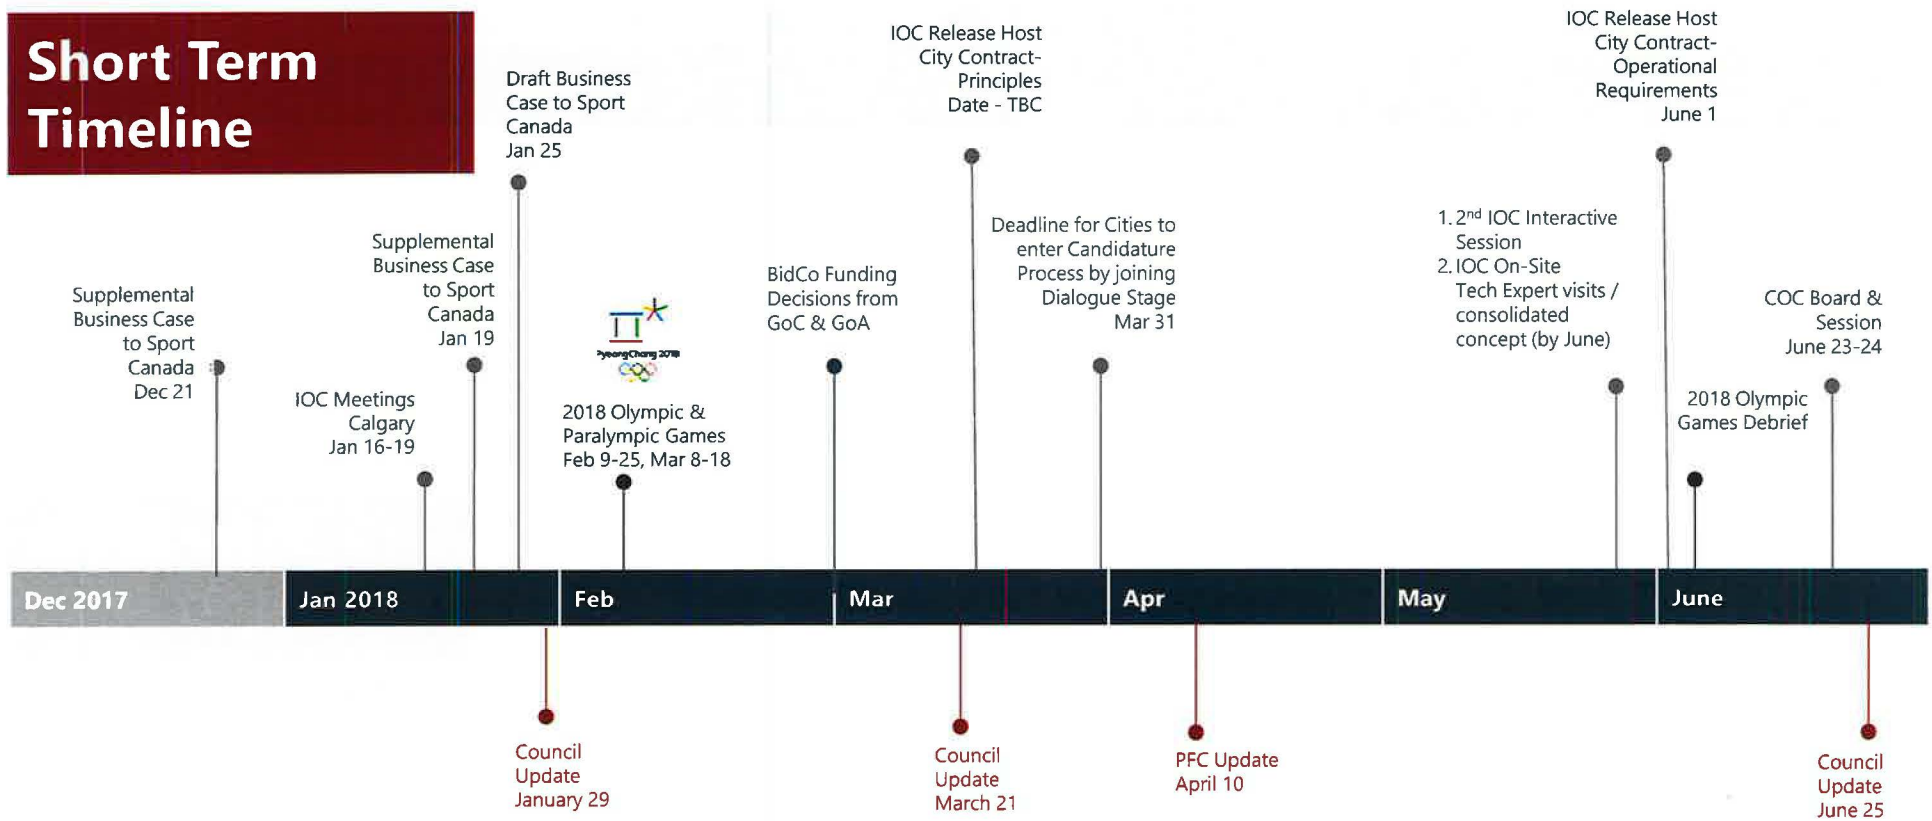 Short Term
Timeline
Supplemental
Business Case
to Sport
Canada
Dec 21
IOC Meetings
Calgary
Jan 16-19
Supplemental
Business Case
to Sport
Canada
Jan 19
Draft Business
Case to Sport
Canada
Jan 25
PyeongChang 2018
2018 Olympic &
Paralympic Games
Feb 9-25, Mar 8-18
BidCo Funding
Decisions from
GoC & GoA
IOC Release Host
City Contract-
Principles
Date - TBC
Deadline for Cities to
enter Candidature
Process by joining
Dialogue Stage
Mar 31
1. 2nd IOC Interactive
Session
2. IOC On-Site
Tech Expert visits /
consolidated
concept (by June)
IOC Release Host
City Contract-
Operational
Requirements
June 1
2018 Olympic
Games Debrief
COC Board &
Session
June 23-24
Dec 2017
Jan 2018
Feb
Mar
Apr
May
June
Council
Update
January 29
Council
Update
March 21
PFC Update
April 10
Council
Update
June 25